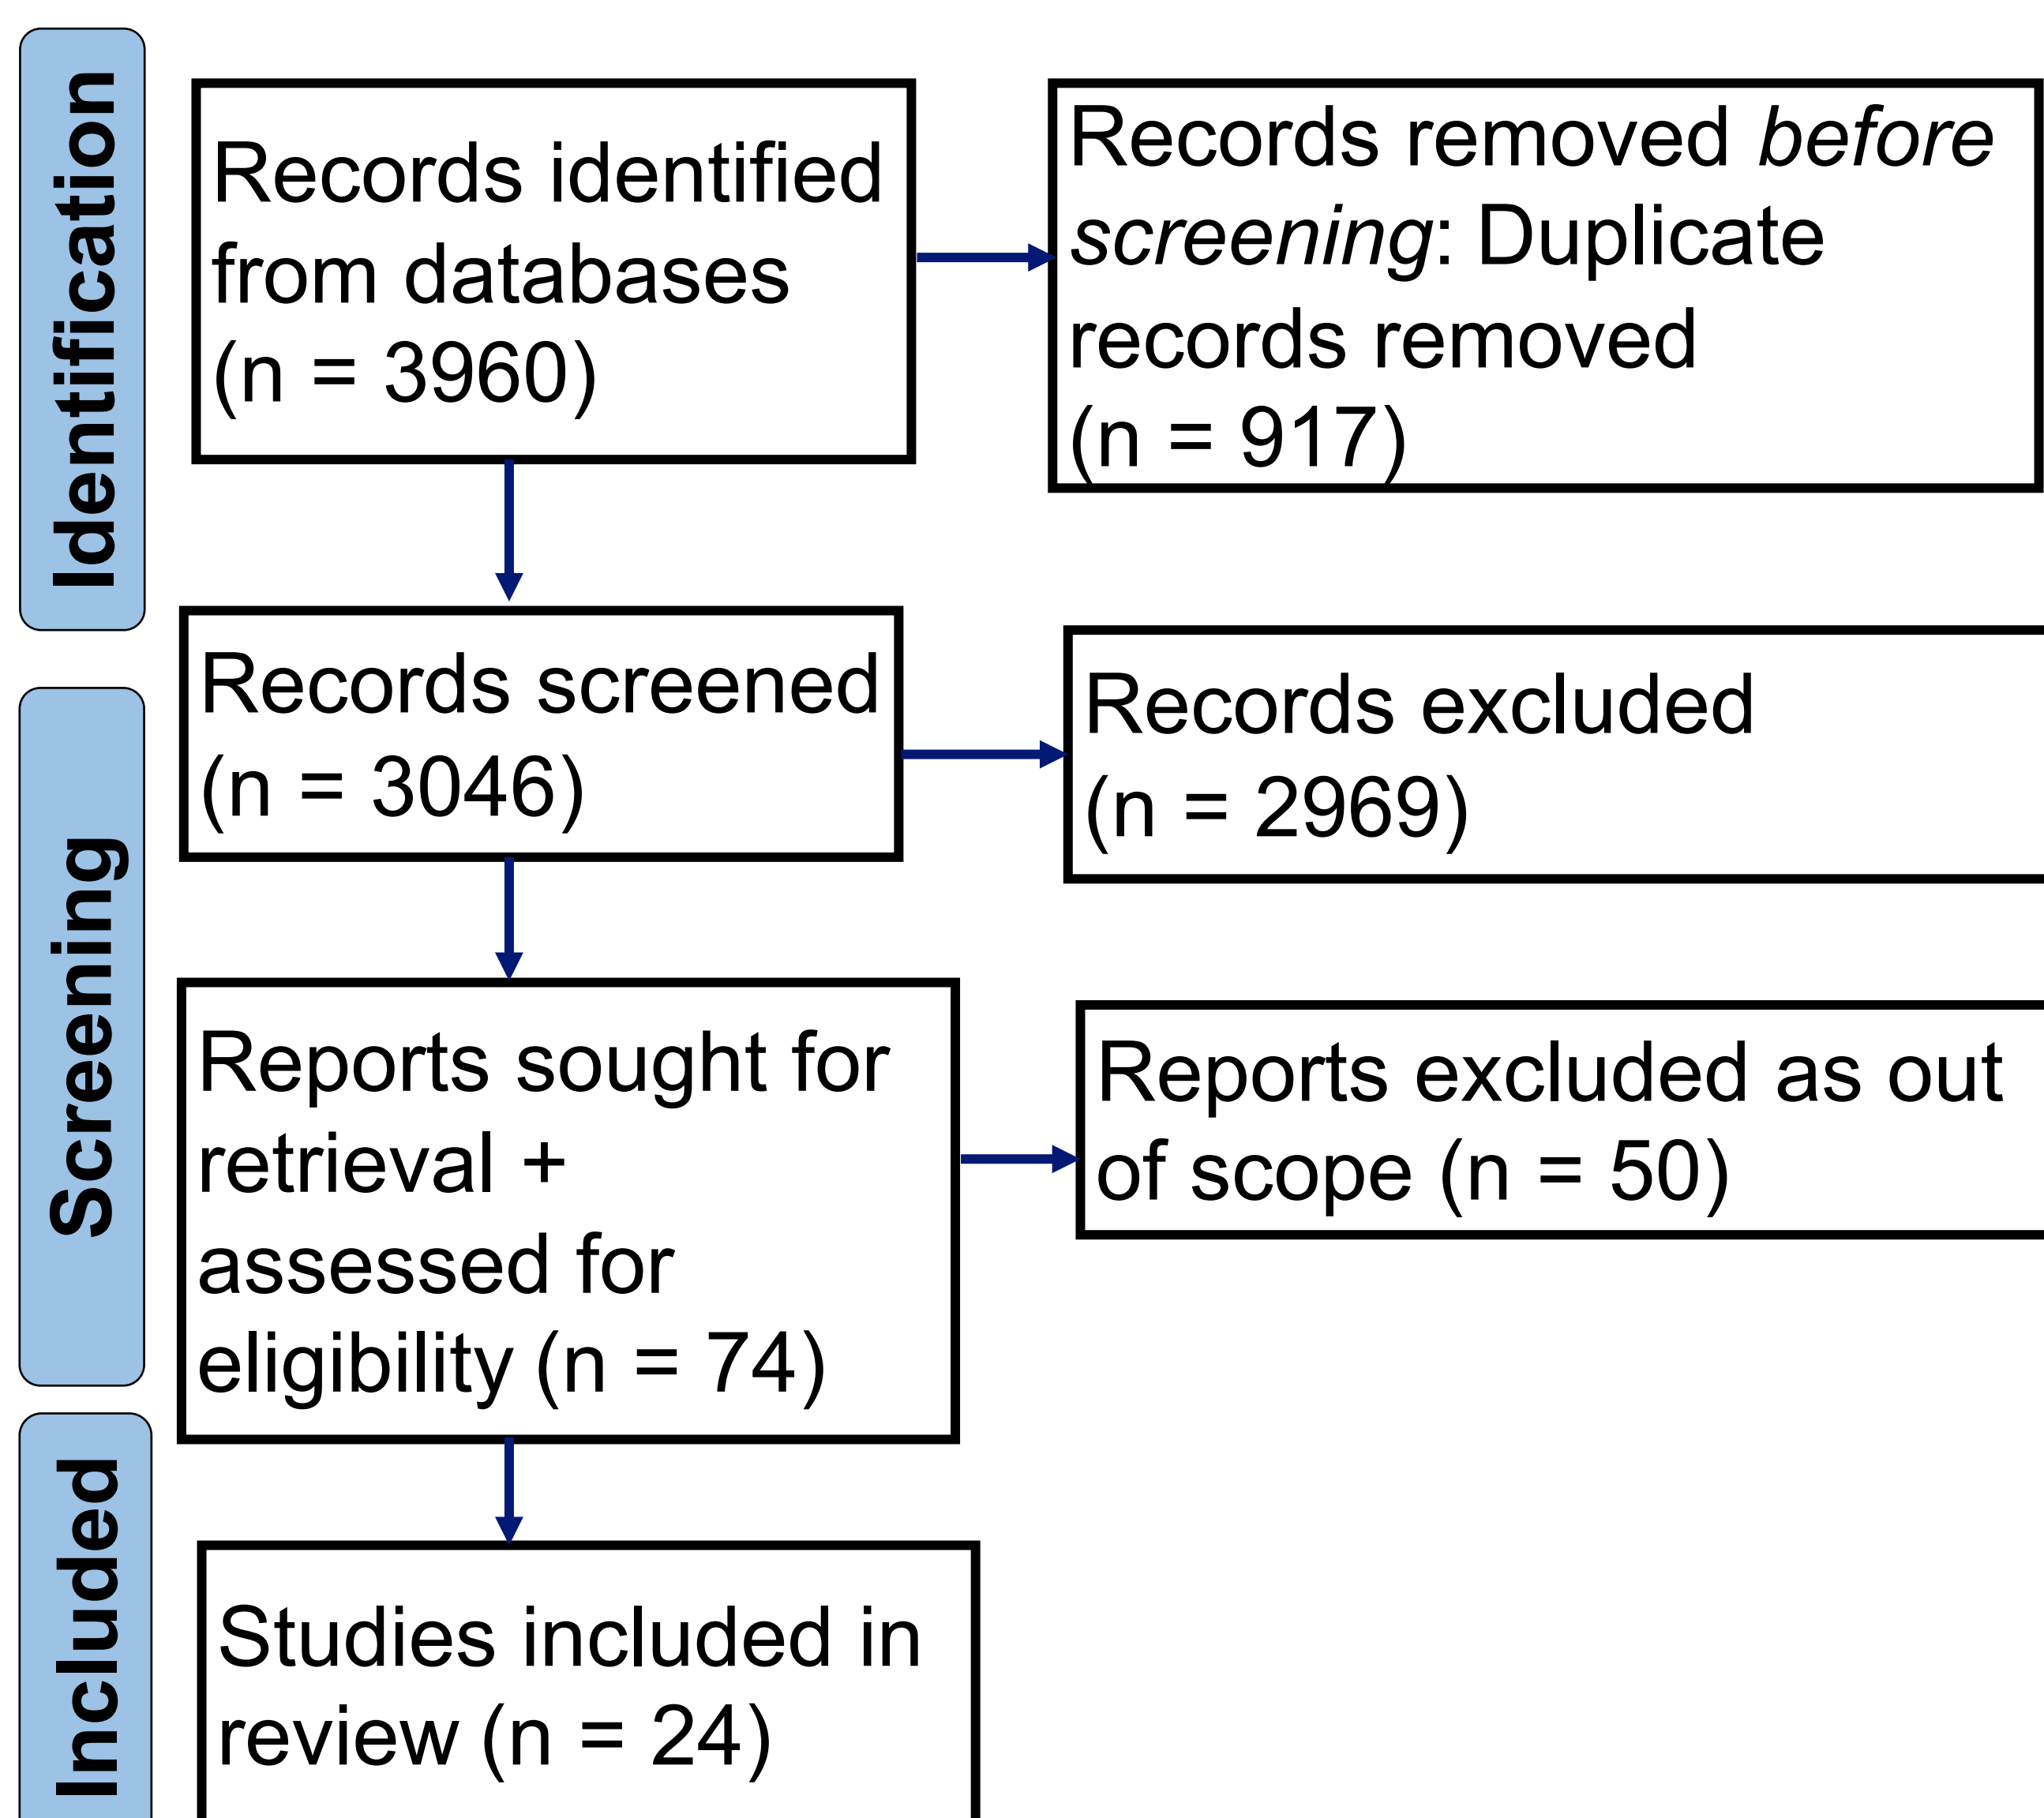 Identification
Records identified
from databases
(n = 3960)
Records removed before
screening: Duplicate
records removed
(n = 917)
Screening
Records screened
(n = 3046)
Records excluded
(n = 2969)
Reports sought for
retrieval +
assessed for
eligibility (n = 74)
Reports excluded as out
of scope (n = 50)
Included
Studies included in
review (n = 24)